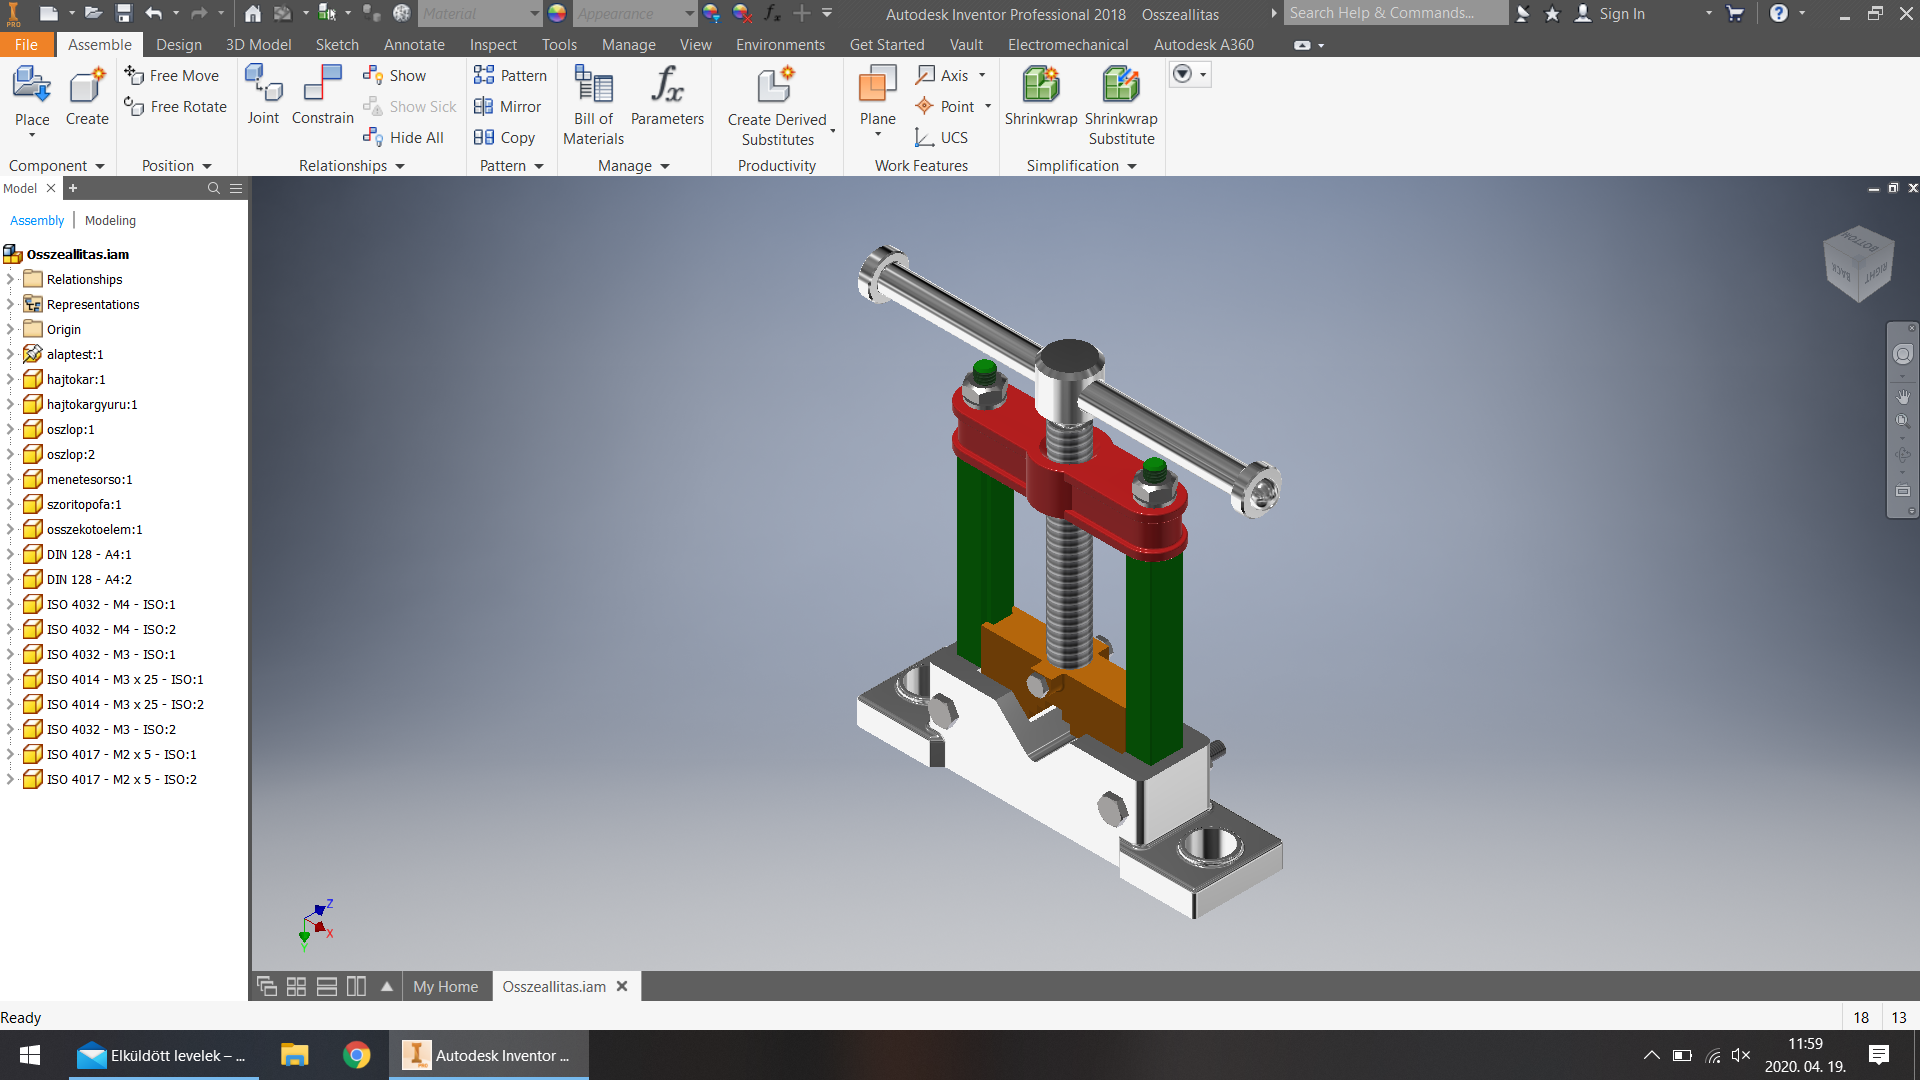 Material
Appearance
Autodesk Inventor Professional 2018 Osszeallitas
Search Help & Commands...
Sign In
File Assemble Design 3D Model Sketch Annotate Inspect Tools Manage View Environments Get Started Vault Electromechanical Autodesk A360
Place
Create
Free Move
Free Rotate
Joint
Constrain
Show
Show Sick
Hide All
Pattern
Mirror
Copy
Bill of
Materials
Parameters
Create Derived
Substitutes
Plane
Axis
Point
UCS
Shrinkwrap
Shrinkwrap
Substitute
Component Position Relationships Pattern Manage Productivity Work Features Simplification
Model
Assembly | Modeling
Osszeallitas.iam
Relationships
Representations
Origin
alaptest:1
hajtokar:1
hajtokargyuru:1
oszlop:1
oszlop:2
menetesorso:1
szoritopofa:1
osszekotoelem:1
DIN 128 - A4:1
DIN 128 - A4:2
ISO 4032 - M4 - ISO:1
ISO 4032 - M4 - ISO:2
ISO 4032 - M3 - ISO:1
ISO 4014 - M3 x 25 - ISO:1
ISO 4014 - M3 x 25 - ISO:2
ISO 4032 - M3 - ISO:2
ISO 4017 - M2 x 5 - ISO:1
ISO 4017 - M2 x 5 - ISO:2
BOTTOM
BACK
RIGHT
Z
X
Y
My Home Osszeallitas.iam
Ready
18 13
Elküldött levelek – ...
Autodesk Inventor ...
11:59
2020. 04. 19.